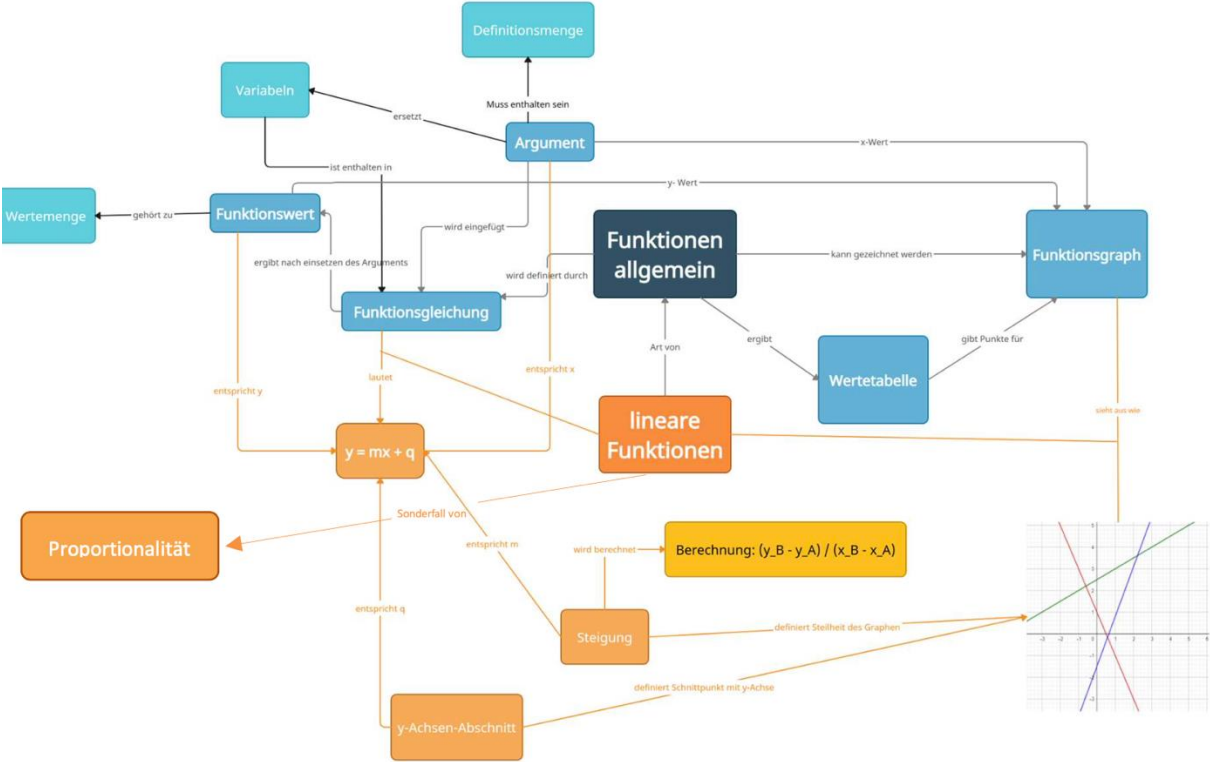 Definitionsmenge
Variabeln
Muss enthalten sein
ersetzt
Argument
x-Wert
ist enthalten in
y- Wert
Wertemenge
gehört zu
Funktionswert
wird eingefügt
Funktionen
allgemein
kann gezeichnet werden
Funktionsgraph
ergibt nach einsetzen des Arguments
wird definiert durch
Funktionsgleichung
Art von
ergibt
gibt Punkte für
Wertetabelle
entspricht x
lautet
entspricht y
lineare
Funktionen
sieht aus wie
y = mx + q
Sonderfall von
Proportionalität
entspricht m
wird berechnet
Berechnung: (y_B - y_A) / (x_B - x_A)
entspricht q
Steigung
definiert Steilheit des Graphen
definiert Schnittpunkt mit y-Achse
y-Achsen-Abschnitt